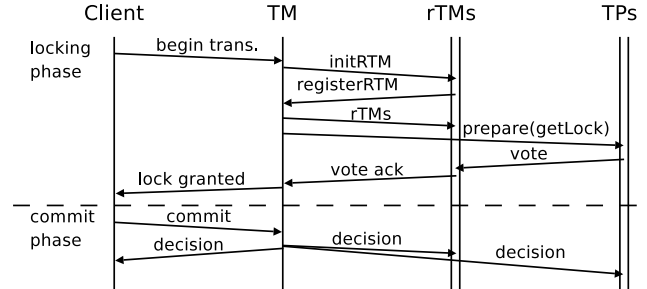 Client TM rTMs TPs
locking
phase
begin trans.
initRTM
registerRTM
rTMs
prepare(getLock)
vote
vote ack
lock granted
commit
phase
commit
decision
decision
decision